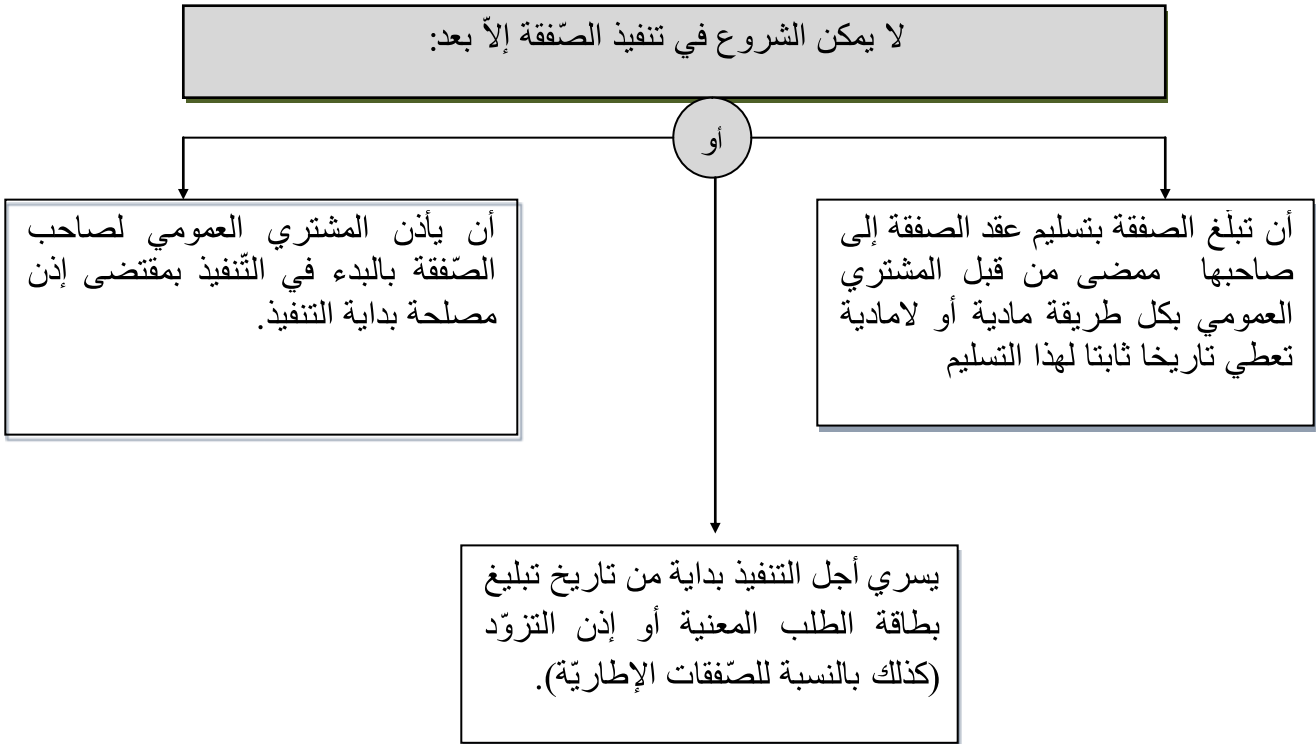 لا يمكن الشروع في تنفيذ الصّفقة إلاّ بعد:
أو
أن تبلّغ الصفقة بتسليم عقد الصفقة إلى
صاحبها ممضى من قبل المشتري
العمومي بكل طريقة مادية أو لامادية
تعطي تاريخا ثابتا لهذا التسليم
أن يأذن المشتري العمومي لصاحب
الصّفقة بالبدء في التّنفيذ بمقتضى إذن
مصلحة بداية التنفيذ.
يسري أجل التنفيذ بداية من تاريخ تبليغ
بطاقة الطلب المعنية أو إذن التزوّد
(كذلك بالنسبة للصّفقات الإطاريّة).